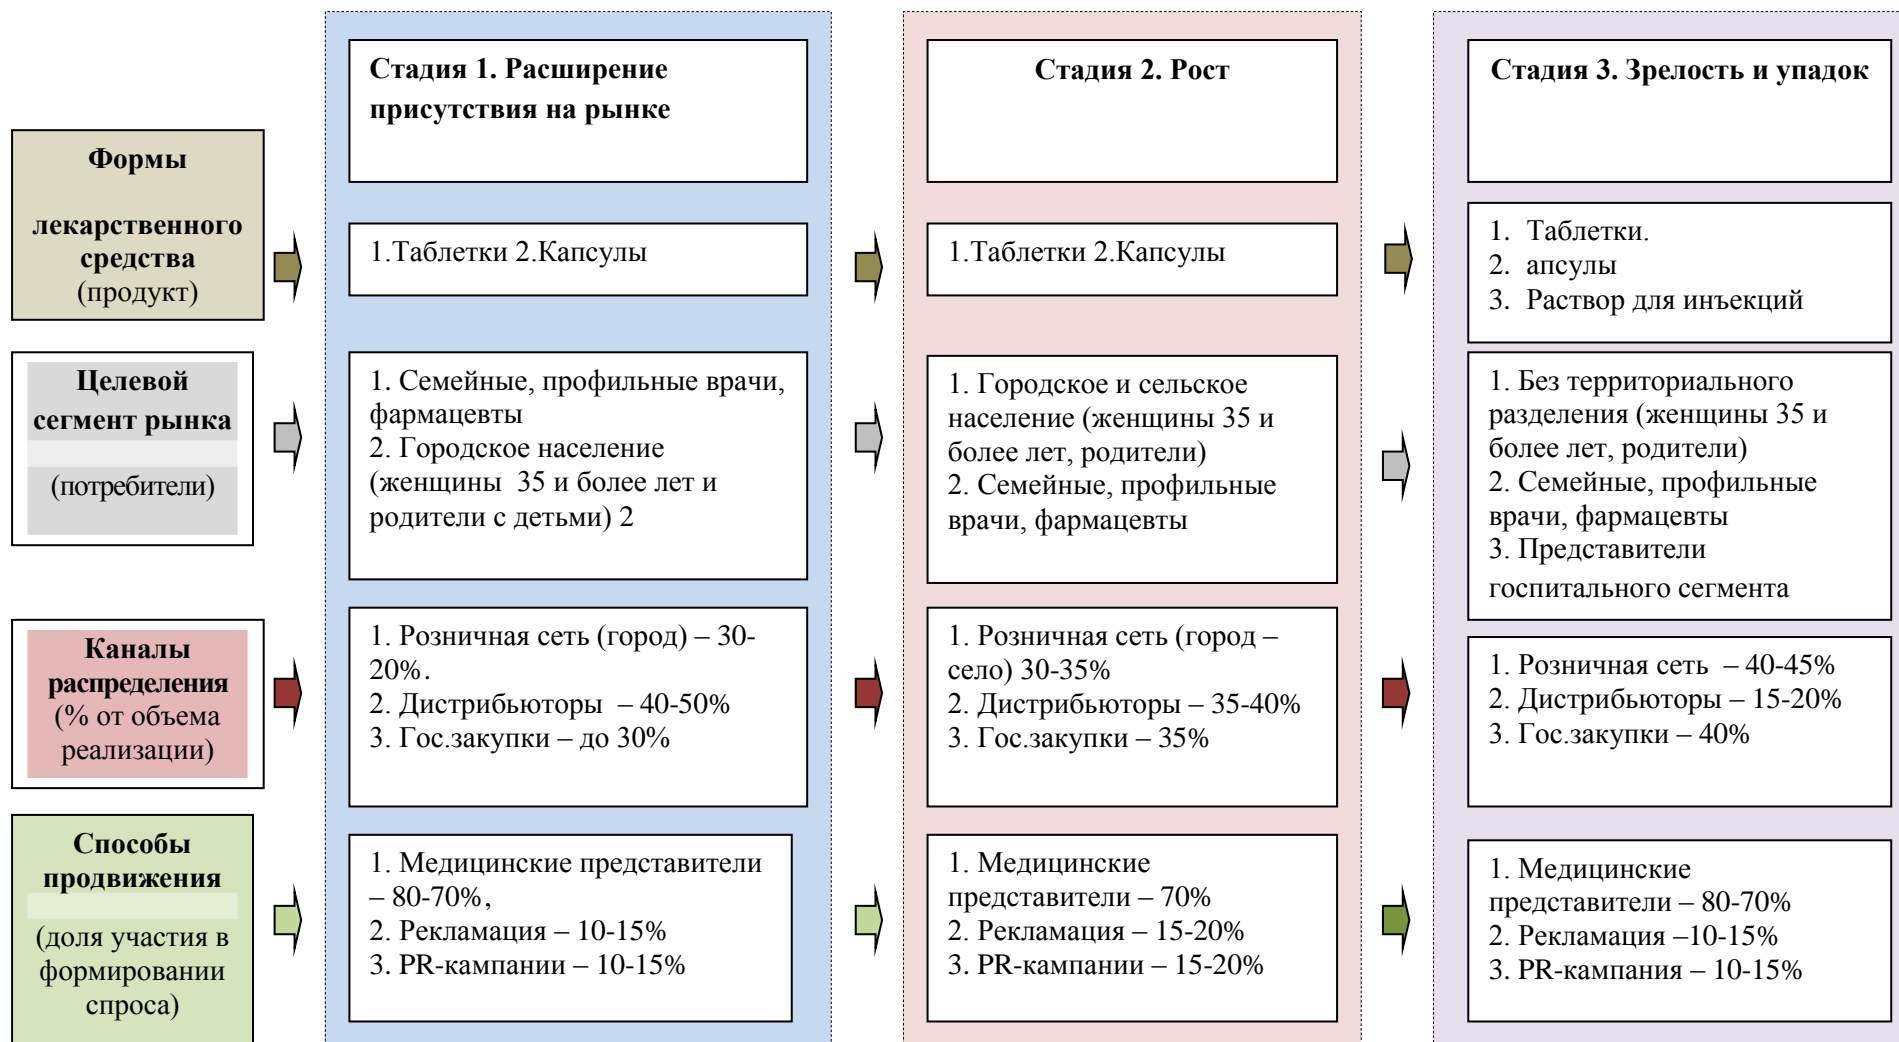 Стадия 1. Расширение
присутствия на рынке
Стадия 2. Рост
Стадия 3. Зрелость и упадок
Формы
лекарственного
средства
(продукт)
1.Таблетки 2.Капсулы
1.Таблетки 2.Капсулы
1. Таблетки.
2. апсулы
3. Раствор для инъекций
Целевой
сегмент рынка
(потребители)
1. Семейные, профильные врачи,
фармацевты
2. Городское население
(женщины 35 и более лет и
родители с детьми) 2
1. Городское и сельское
население (женщины 35 и
более лет, родители)
2. Семейные, профильные
врачи, фармацевты
1. Без территориального
разделения (женщины 35 и
более лет, родители)
2. Семейные, профильные
врачи, фармацевты
3. Представители
госпитального сегмента
Каналы
распределения
(% от объема
реализации)
1. Розничная сеть (город) – 30-
20%.
2. Дистрибьюторы – 40-50%
3. Гос.закупки – до 30%
1. Розничная сеть (город –
село) 30-35%
2. Дистрибьюторы – 35-40%
3. Гос.закупки – 35%
1. Розничная сеть – 40-45%
2. Дистрибьюторы – 15-20%
3. Гос.закупки – 40%
Способы
продвижения
(доля участия в
формировании
спроса)
1. Медицинские представители
– 80-70%,
2. Рекламация – 10-15%
3. PR-кампании – 10-15%
1. Медицинские
представители – 70%
2. Рекламация – 15-20%
3. PR-кампании – 15-20%
1. Медицинские
представители – 80-70%
2. Рекламация –10-15%
3. PR-кампания – 10-15%